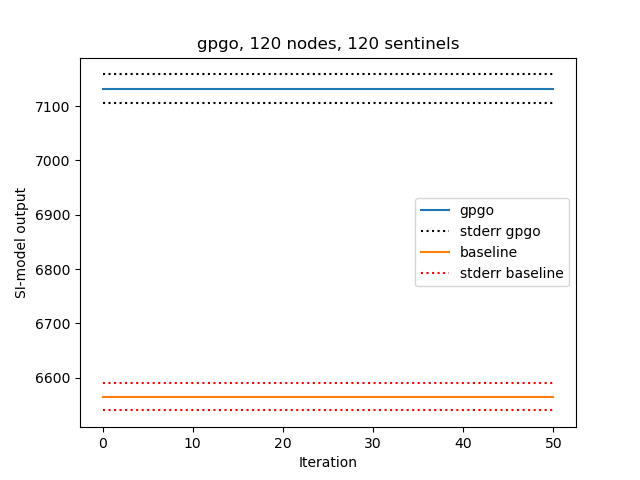 gpgo, 120 nodes, 120 sentinels
SI-model output
7100
7000
6900
6800
6700
6600
gpgo
stderr gpgo
baseline
stderr baseline
0 10 20 30 40 50
Iteration